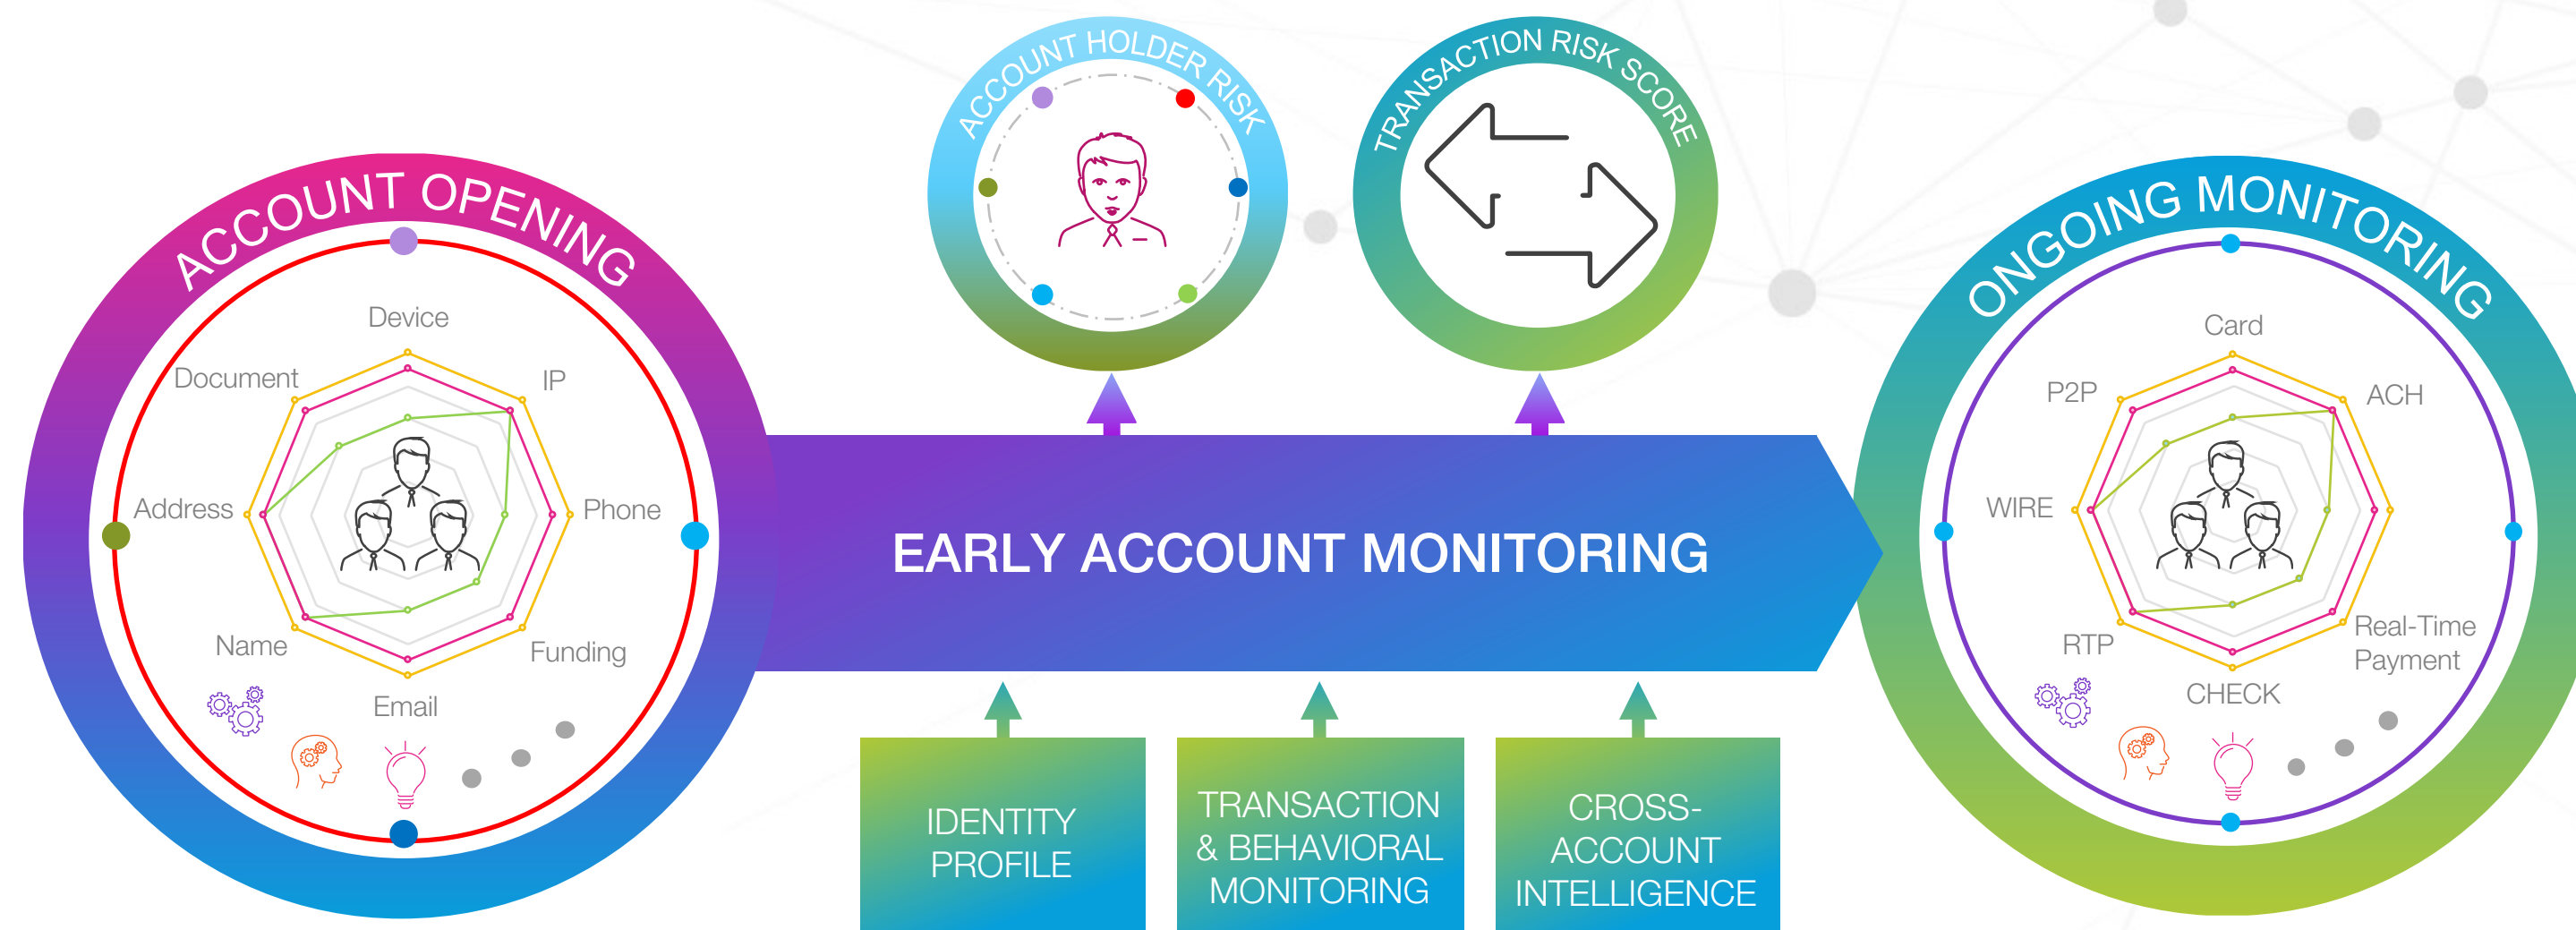 ACCOUNT OPENING
Device
IP
Document
Address
Phone
Name
Funding
Email
ACCOUNT HOLDER RISK
TRANSACTION RISK SCORE
EARLY ACCOUNT MONITORING
IDENTITY
PROFILE
TRANSACTION
& BEHAVIORAL
MONITORING
CROSS-
ACCOUNT
INTELLIGENCE
ONGOING MONITORING
Card
P2P
ACH
WIRE
RTP
Real-Time
Payment
CHECK